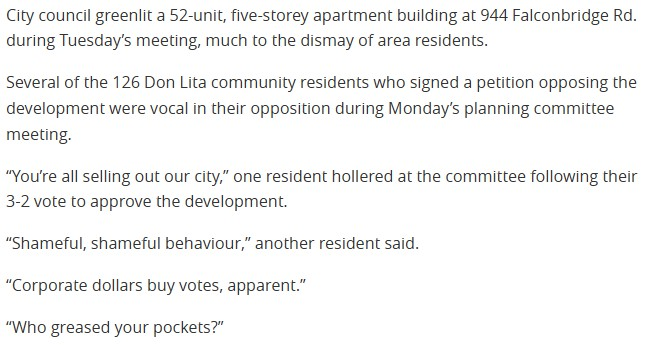 City council greenlit a 52-unit, five-storey apartment building at 944 Falconbridge Rd.
during Tuesday’s meeting, much to the dismay of area residents.
Several of the 126 Don Lita community residents who signed a petition opposing the
development were vocal in their opposition during Monday’s planning committee
meeting.
“You’re all selling out our city,” one resident hollered at the committee following their
3-2 vote to approve the development.
“Shameful, shameful behaviour,” another resident said.
“Corporate dollars buy votes, apparent.”
“Who greased your pockets?”